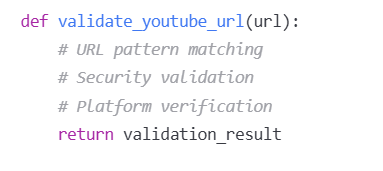 def validate_youtube_url(url):
    # URL pattern matching
    # Security validation
    # Platform verification
    return validation_result